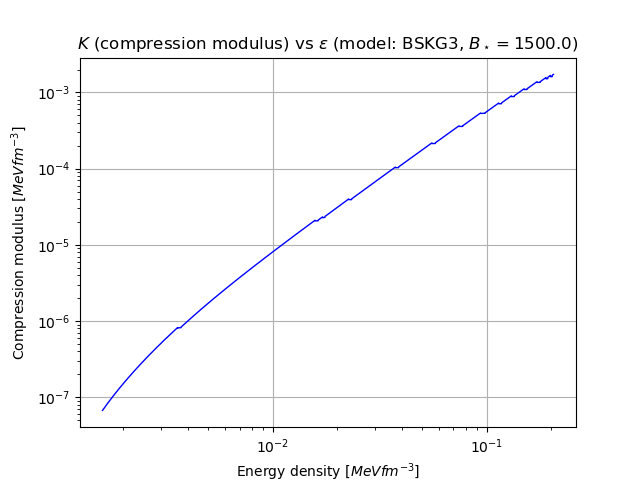 K (compression modulus) vs ε (model: BSKG3, B⋆ = 1500.0)
10⁻³
10⁻⁴
10⁻⁵
10⁻⁶
10⁻⁷
Compression modulus [MeVfm⁻³]
10⁻² 10⁻¹
Energy density [MeVfm⁻³]